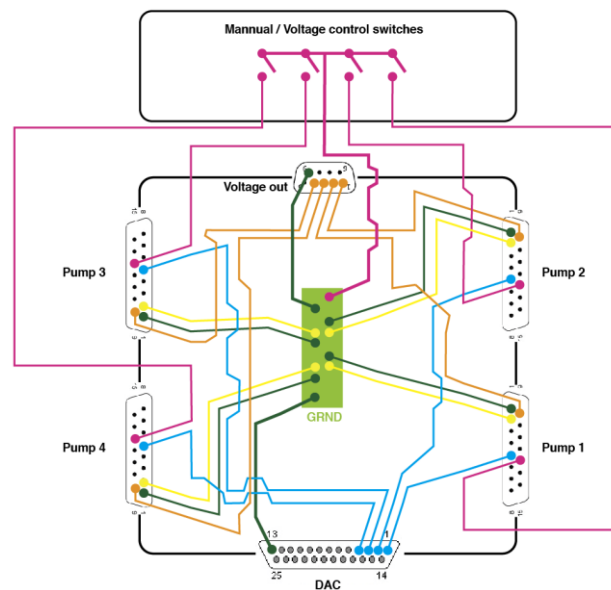 Mannual / Voltage control switches
Voltage out
Pump 3
Pump 2
GRND
Pump 4
Pump 1
13
1
25
14
DAC